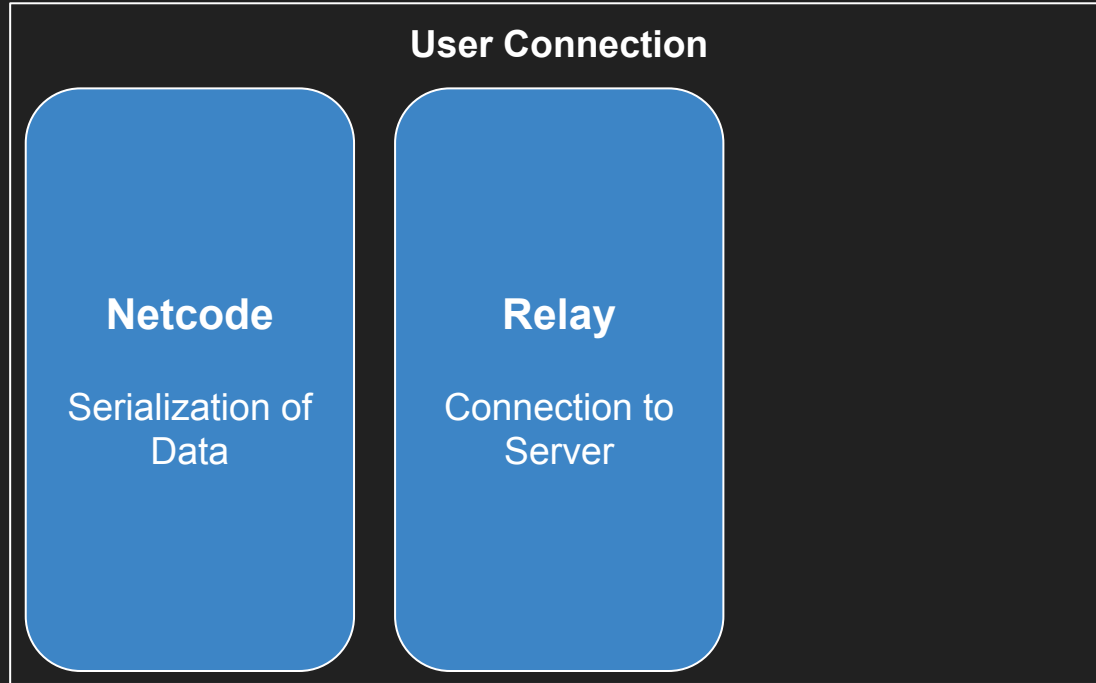 User Connection
Netcode
Serialization of
Data
Relay
Connection to
Server